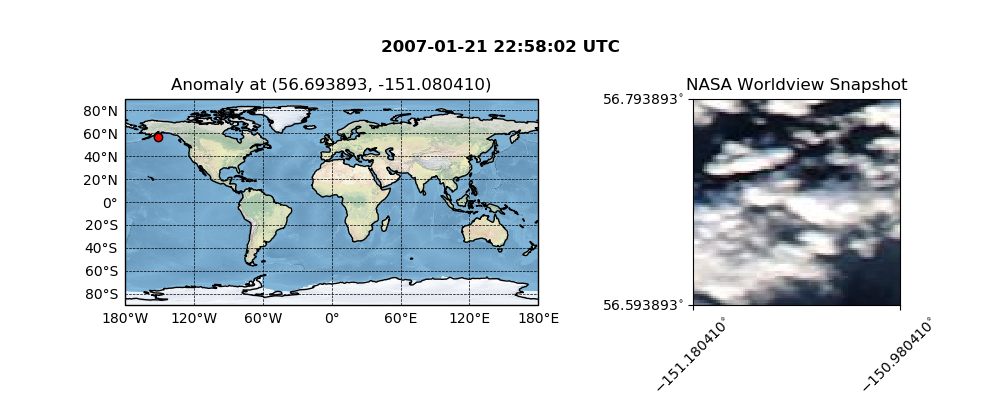 2007-01-21 22:58:02 UTC
Anomaly at (56.693893, -151.080410)
80°N
60°N
40°N
20°N
0°
20°S
40°S
60°S
80°S
180°W 120°W 60°W 0° 60°E 120°E 180°E
NASA Worldview Snapshot
56.793893°
56.593893°
−151.180410°
−150.980410°